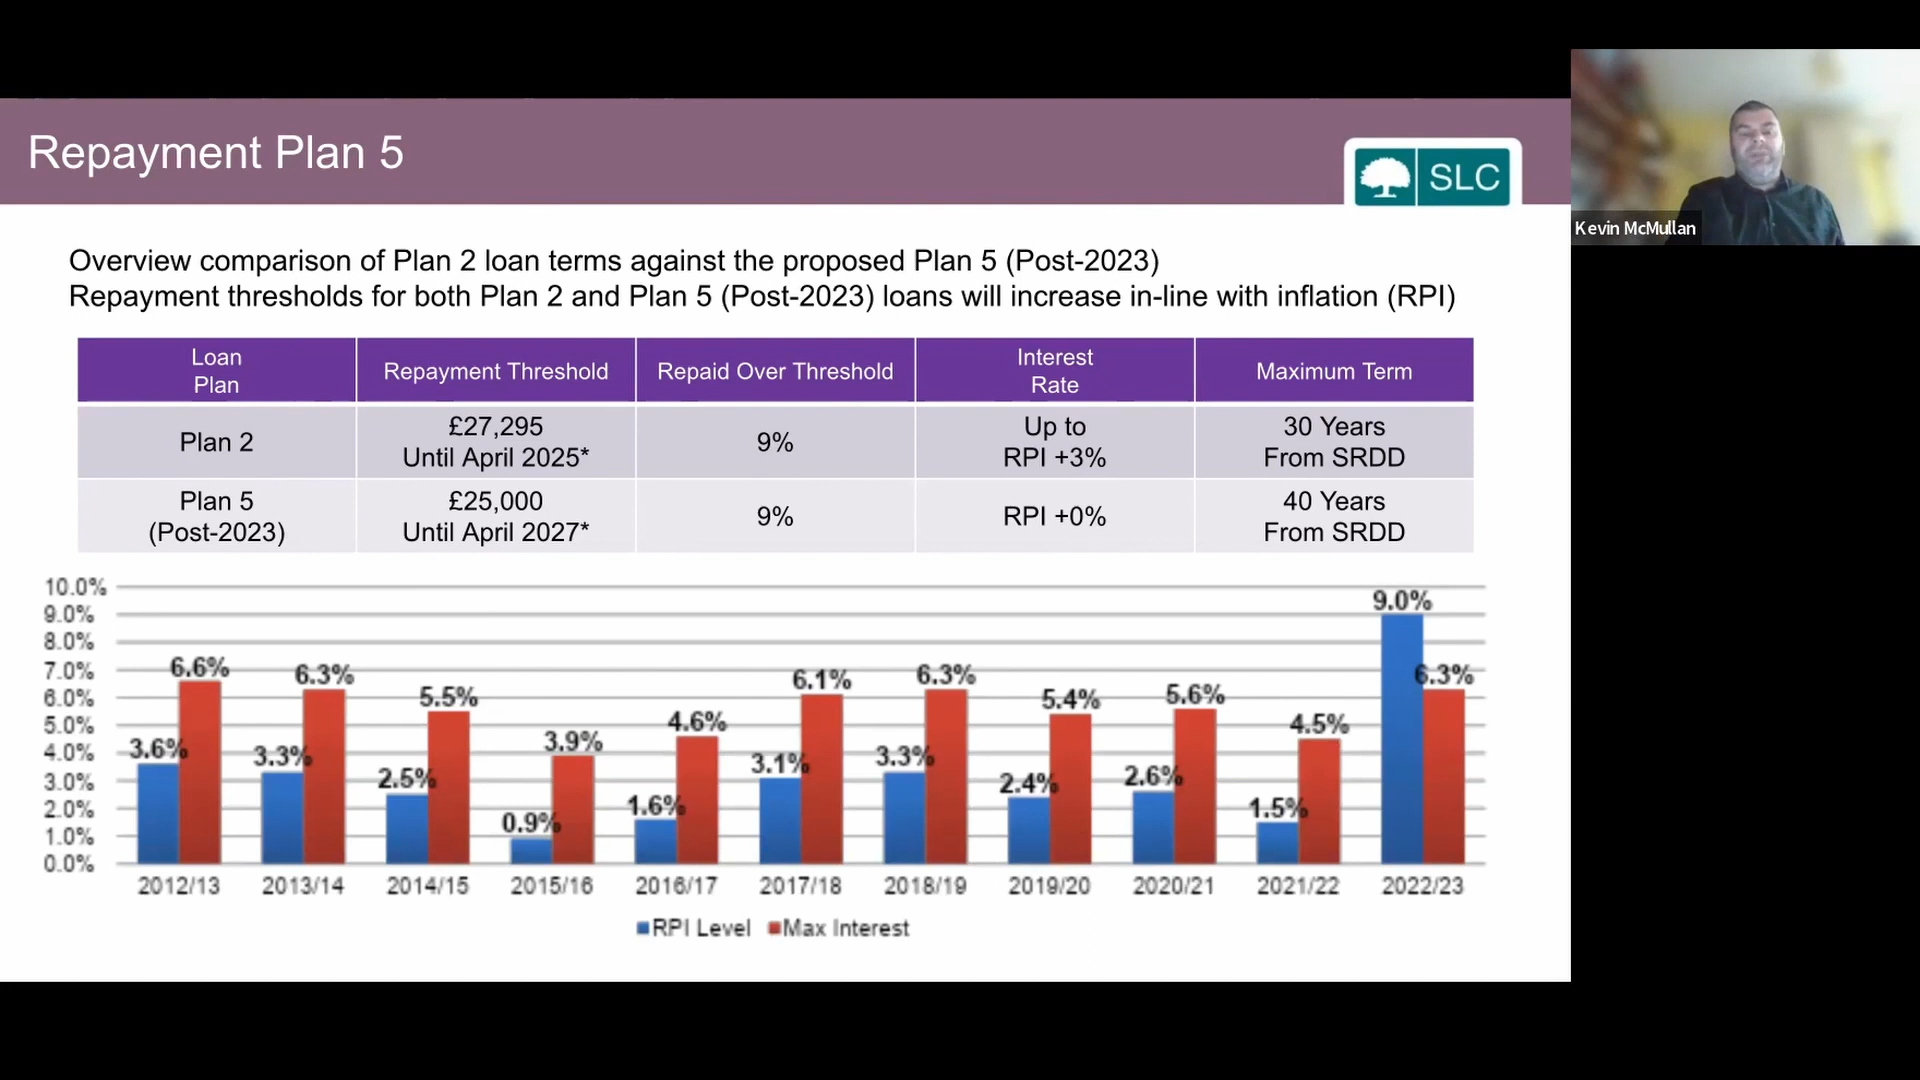 Repayment Plan 5
SLC
Kevin McMullan
Overview comparison of Plan 2 loan terms against the proposed Plan 5 (Post-2023)
Repayment thresholds for both Plan 2 and Plan 5 (Post-2023) loans will increase in-line with inflation (RPI)
Loan
Plan
Repayment Threshold
Repaid Over Threshold
Interest
Rate
Maximum Term
Plan 2
£27,295
Until April 2025*
9%
Up to
RPI +3%
30 Years
From SRDD
Plan 5
(Post-2023)
£25,000
Until April 2027*
9%
RPI +0%
40 Years
From SRDD
10.0%
9.0%
8.0%
7.0%
6.0%
5.0%
4.0%
3.0%
2.0%
1.0%
0.0%
3.6%
6.6%
3.3%
6.3%
2.5%
5.5%
0.9%
3.9%
1.6%
4.6%
3.1%
6.1%
3.3%
6.3%
2.4%
5.4%
2.6%
5.6%
1.5%
4.5%
9.0%
6.3%
2012/13
2013/14
2014/15
2015/16
2016/17
2017/18
2018/19
2019/20
2020/21
2021/22
2022/23
RPI Level
Max Interest